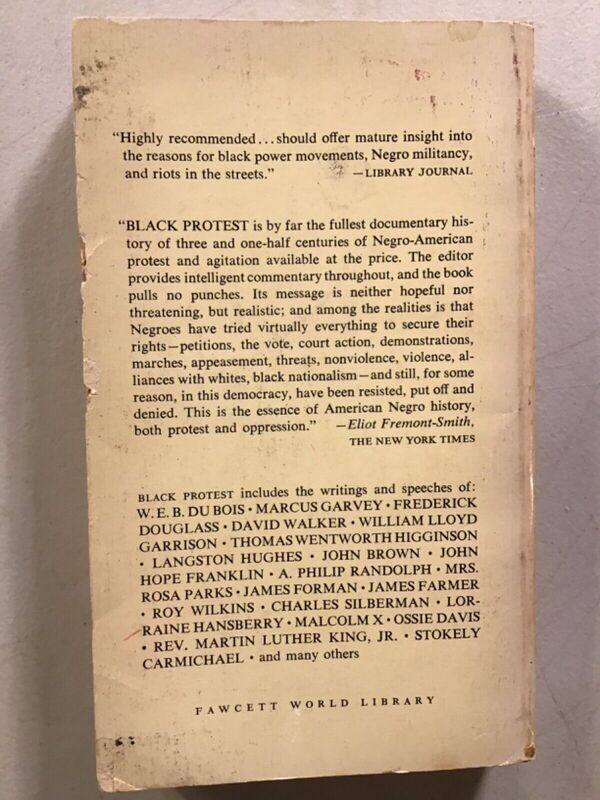 “Highly recommended...should offer mature insight into
the reasons for black power movements, Negro militancy,
and riots in the streets.” —LIBRARY JOURNAL
“BLACK PROTEST is by far the fullest documentary his-
tory of three and one-half centuries of Negro-American
protest and agitation available at the price. The editor
provides intelligent commentary throughout, and the book
pulls no punches. Its message is neither hopeful nor
threatening, but realistic; and among the realities is that
Negroes have tried virtually everything to secure their
rights—petitions, the vote, court action, demonstrations,
marches, appeasement, threats, nonviolence, violence, al-
liances with whites, black nationalism—and still, for some
reason, in this democracy, have been resisted, put off and
denied. This is the essence of American Negro history,
both protest and oppression.” —Eliot Fremont-Smith,
THE NEW YORK TIMES
BLACK PROTEST includes the writings and speeches of:
W. E. B. DU BOIS • MARCUS GARVEY • FREDERICK
DOUGLASS • DAVID WALKER • WILLIAM LLOYD
GARRISON • THOMAS WENTWORTH HIGGINSON
• LANGSTON HUGHES • JOHN BROWN • JOHN
HOPE FRANKLIN • A. PHILIP RANDOLPH • MRS.
ROSA PARKS • JAMES FORMAN • JAMES FARMER
• ROY WILKINS • CHARLES SILBERMAN • LOR-
RAINE HANSBERRY • MALCOLM X • OSSIE DAVIS
• REV. MARTIN LUTHER KING, JR. • STOKELY
CARMICHAEL • and many others
FAWCETT WORLD LIBRARY